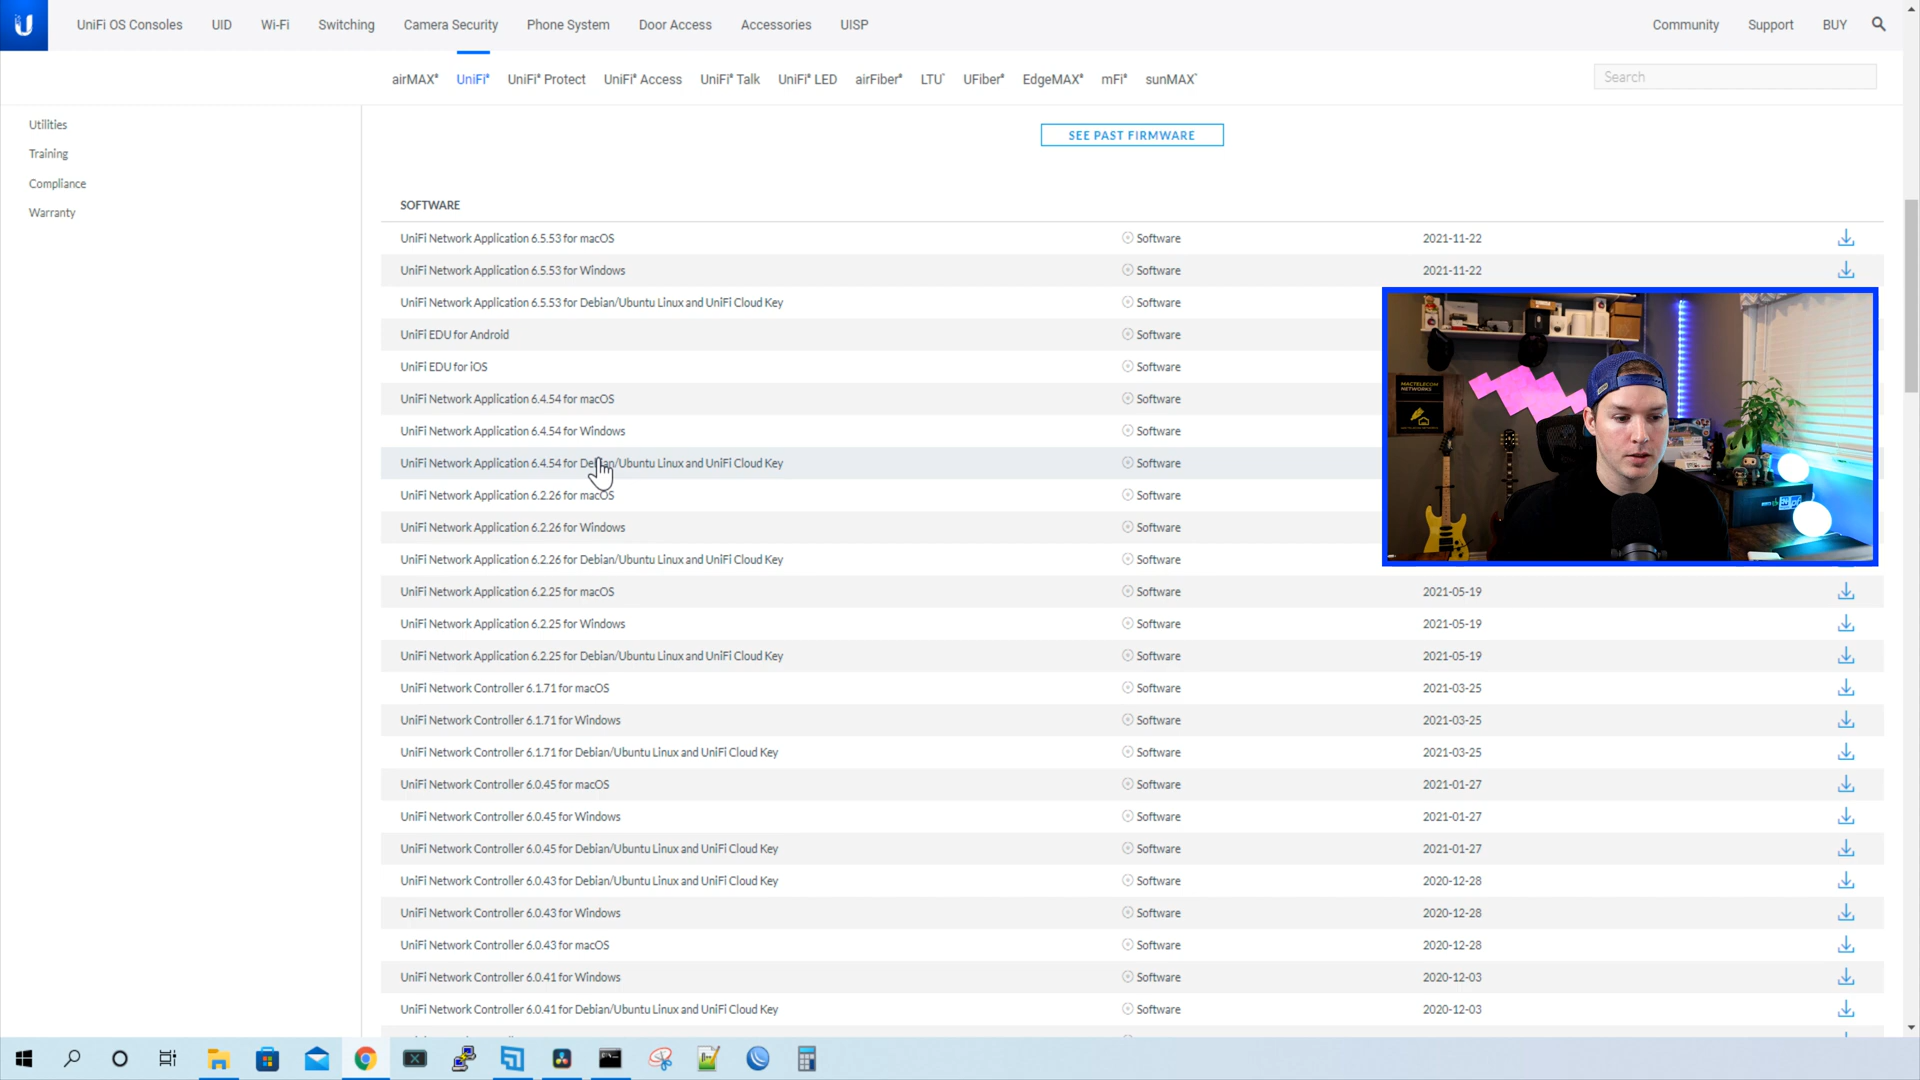 UniFi OS Consoles UID Wi-Fi Switching Camera Security Phone System Door Access Accessories UISP Community Support BUY
airMAX® UniFi® UniFi® Protect UniFi® Access UniFi® Talk UniFi® LED airFiber® LTU™ UFiber® EdgeMAX® mFi® sunMAX™ Search
Utilities
Training
Compliance
Warranty
SEE PAST FIRMWARE
SOFTWARE
UniFi Network Application 6.5.53 for macOS Software 2021-11-22
UniFi Network Application 6.5.53 for Windows Software 2021-11-22
UniFi Network Application 6.5.53 for Debian/Ubuntu Linux and UniFi Cloud Key Software
UniFi EDU for Android Software
UniFi EDU for iOS Software
UniFi Network Application 6.4.54 for macOS Software
UniFi Network Application 6.4.54 for Windows Software
UniFi Network Application 6.4.54 for Debian/Ubuntu Linux and UniFi Cloud Key Software
UniFi Network Application 6.2.26 for macOS Software
UniFi Network Application 6.2.26 for Windows Software
UniFi Network Application 6.2.26 for Debian/Ubuntu Linux and UniFi Cloud Key Software
UniFi Network Application 6.2.25 for macOS Software 2021-05-19
UniFi Network Application 6.2.25 for Windows Software 2021-05-19
UniFi Network Application 6.2.25 for Debian/Ubuntu Linux and UniFi Cloud Key Software 2021-05-19
UniFi Network Controller 6.1.71 for macOS Software 2021-03-25
UniFi Network Controller 6.1.71 for Windows Software 2021-03-25
UniFi Network Controller 6.1.71 for Debian/Ubuntu Linux and UniFi Cloud Key Software 2021-03-25
UniFi Network Controller 6.0.45 for macOS Software 2021-01-27
UniFi Network Controller 6.0.45 for Windows Software 2021-01-27
UniFi Network Controller 6.0.45 for Debian/Ubuntu Linux and UniFi Cloud Key Software 2021-01-27
UniFi Network Controller 6.0.43 for Debian/Ubuntu Linux and UniFi Cloud Key Software 2020-12-28
UniFi Network Controller 6.0.43 for Windows Software 2020-12-28
UniFi Network Controller 6.0.43 for macOS Software 2020-12-28
UniFi Network Controller 6.0.41 for Windows Software 2020-12-03
UniFi Network Controller 6.0.41 for Debian/Ubuntu Linux and UniFi Cloud Key Software 2020-12-03
MACTELECOM
NETWORKS